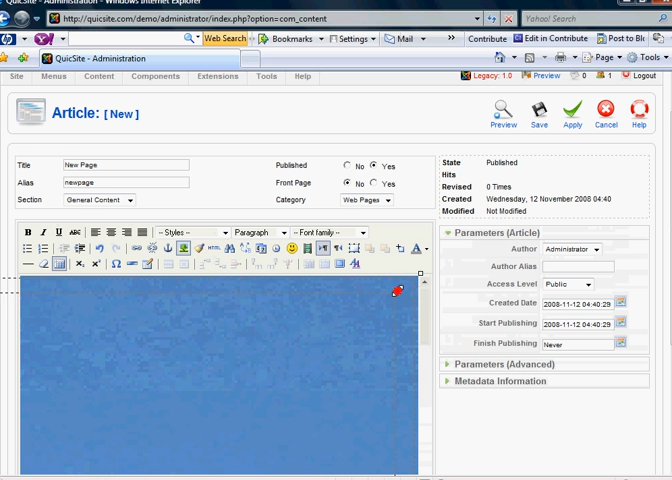 QuicSite - Administration - Windows Internet Explorer
http://quicsite.com/demo/administrator/index.php?option=com_content
Yahoo! Search
Y! Web Search Bookmarks Settings Mail Contribute Edit in Contribute Post to Bl
QuicSite - Administration Page Tools
Site Menus Content Components Extensions Tools Help Legacy: 1.0 Preview 0 1 Logout
Article: [ New ]
Preview Save Apply Cancel Help
Title New Page Published No Yes
Alias newpage Front Page No Yes
Section General Content Category Web Pages
State Published
Hits
Revised 0 Times
Created Wednesday, 12 November 2008 04:40
Modified Not Modified
B I U ABC -- Styles -- Paragraph -- Font family --
HTML
Parameters (Article)
Author Administrator
Author Alias
Access Level Public
Created Date 2008-11-12 04:40:29
Start Publishing 2008-11-12 04:40:29
Finish Publishing Never
Parameters (Advanced)
Metadata Information